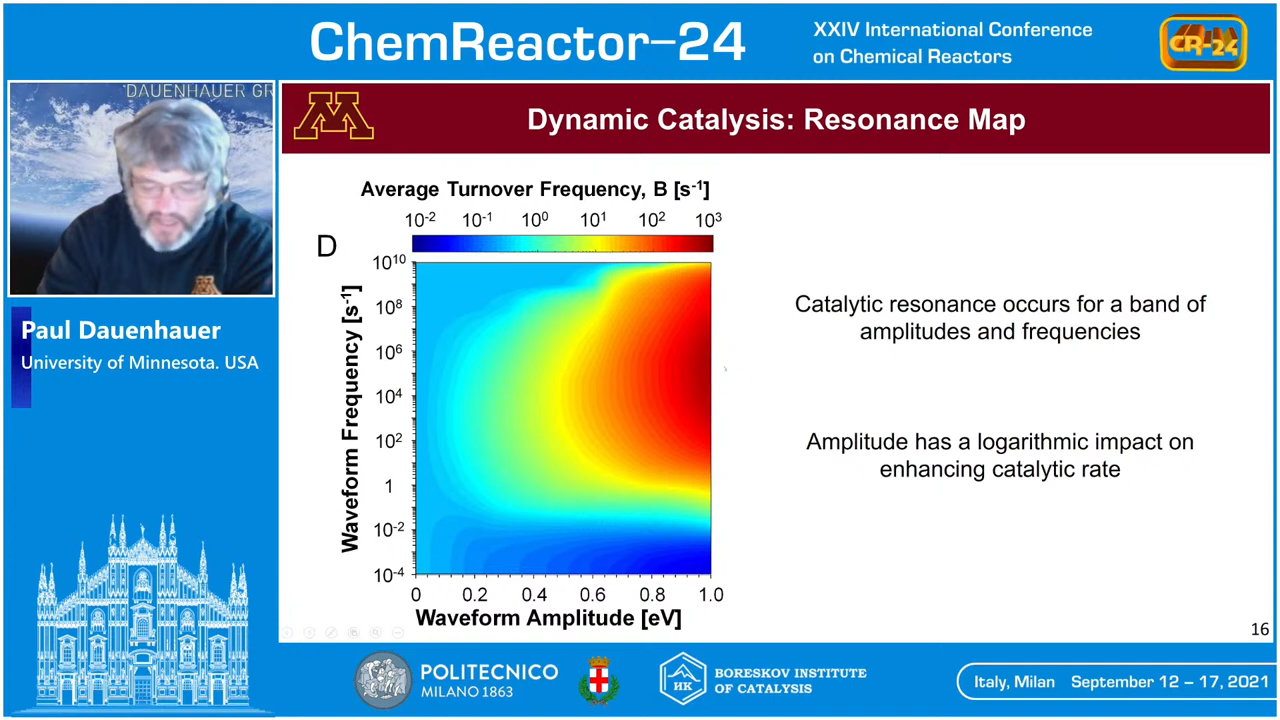 ChemReactor–24
XXIV International Conference
on Chemical Reactors
CR-24
DAUENHAUER GR
Paul Dauenhauer
University of Minnesota. USA
M
Dynamic Catalysis: Resonance Map
Average Turnover Frequency, B [s⁻¹]
10⁻² 10⁻¹ 10⁰ 10¹ 10² 10³
D
Waveform Frequency [s⁻¹]
10¹⁰
10⁸
10⁶
10⁴
10²
1
10⁻²
10⁻⁴
0 0.2 0.4 0.6 0.8 1.0
Waveform Amplitude [eV]
Catalytic resonance occurs for a band of
amplitudes and frequencies
Amplitude has a logarithmic impact on
enhancing catalytic rate
16
POLITECNICO
MILANO 1863
НК
BORESKOV INSTITUTE
OF CATALYSIS
Italy, Milan September 12 – 17, 2021